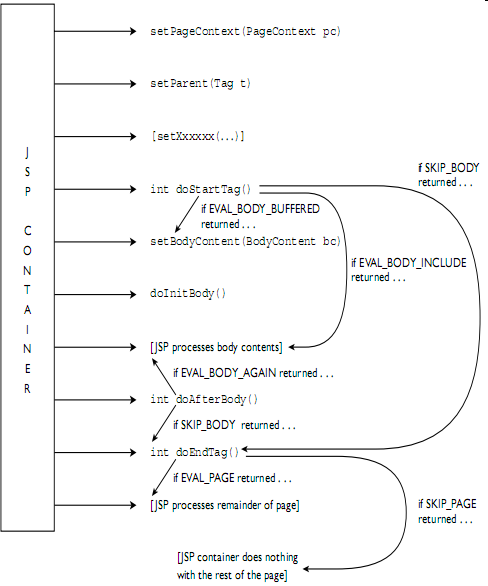 JSP CONTAINER
setPageContext(PageContext pc)
setParent(Tag t)
[setXxxxxx(...)]
if SKIP_BODY
returned . . .
int doStartTag()
if EVAL_BODY_BUFFERED
returned . . .
setBodyContent(BodyContent bc)
if EVAL_BODY_INCLUDE
returned . . .
doInitBody()
[JSP processes body contents]
if EVAL_BODY_AGAIN returned . . .
int doAfterBody()
if SKIP_BODY returned . . .
int doEndTag()
if EVAL_PAGE returned . . .
[JSP processes remainder of page]
if SKIP_PAGE
returned . . .
[JSP container does nothing
with the rest of the page]